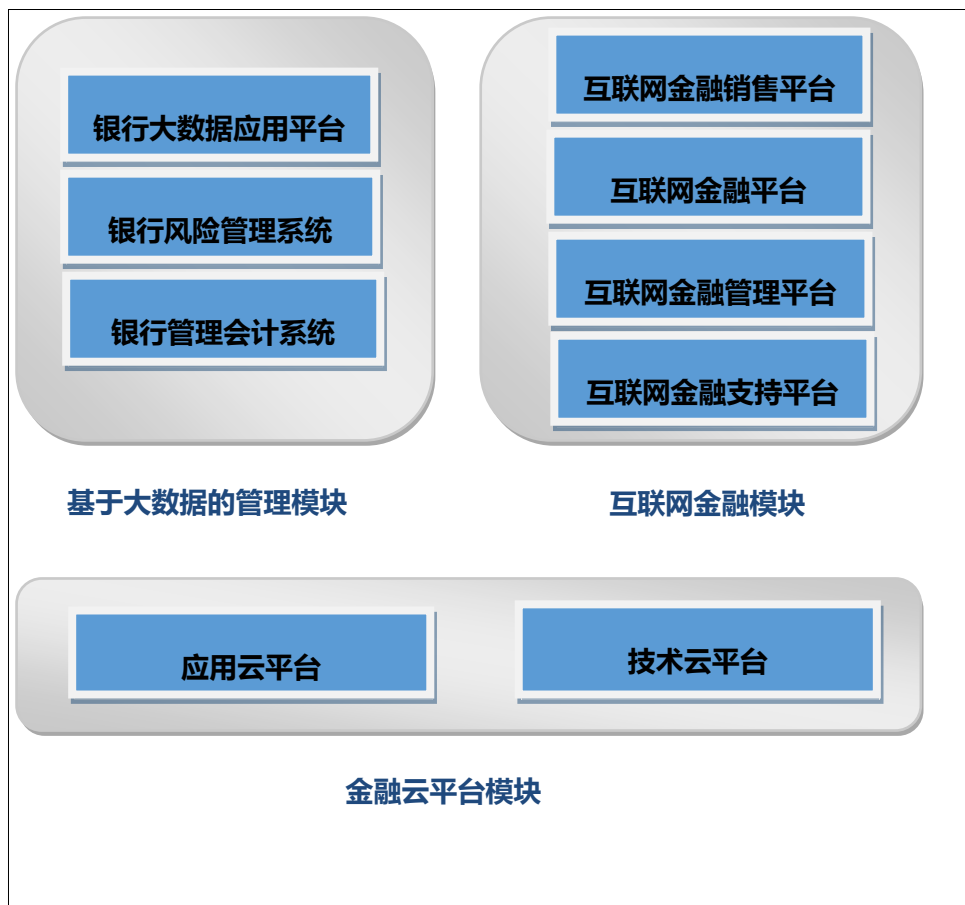 银行大数据应用平台
银行风险管理系统
银行管理会计系统
基于大数据的管理模块
互联网金融销售平台
互联网金融平台
互联网金融管理平台
互联网金融支持平台
互联网金融模块
应用云平台
技术云平台
金融云平台模块